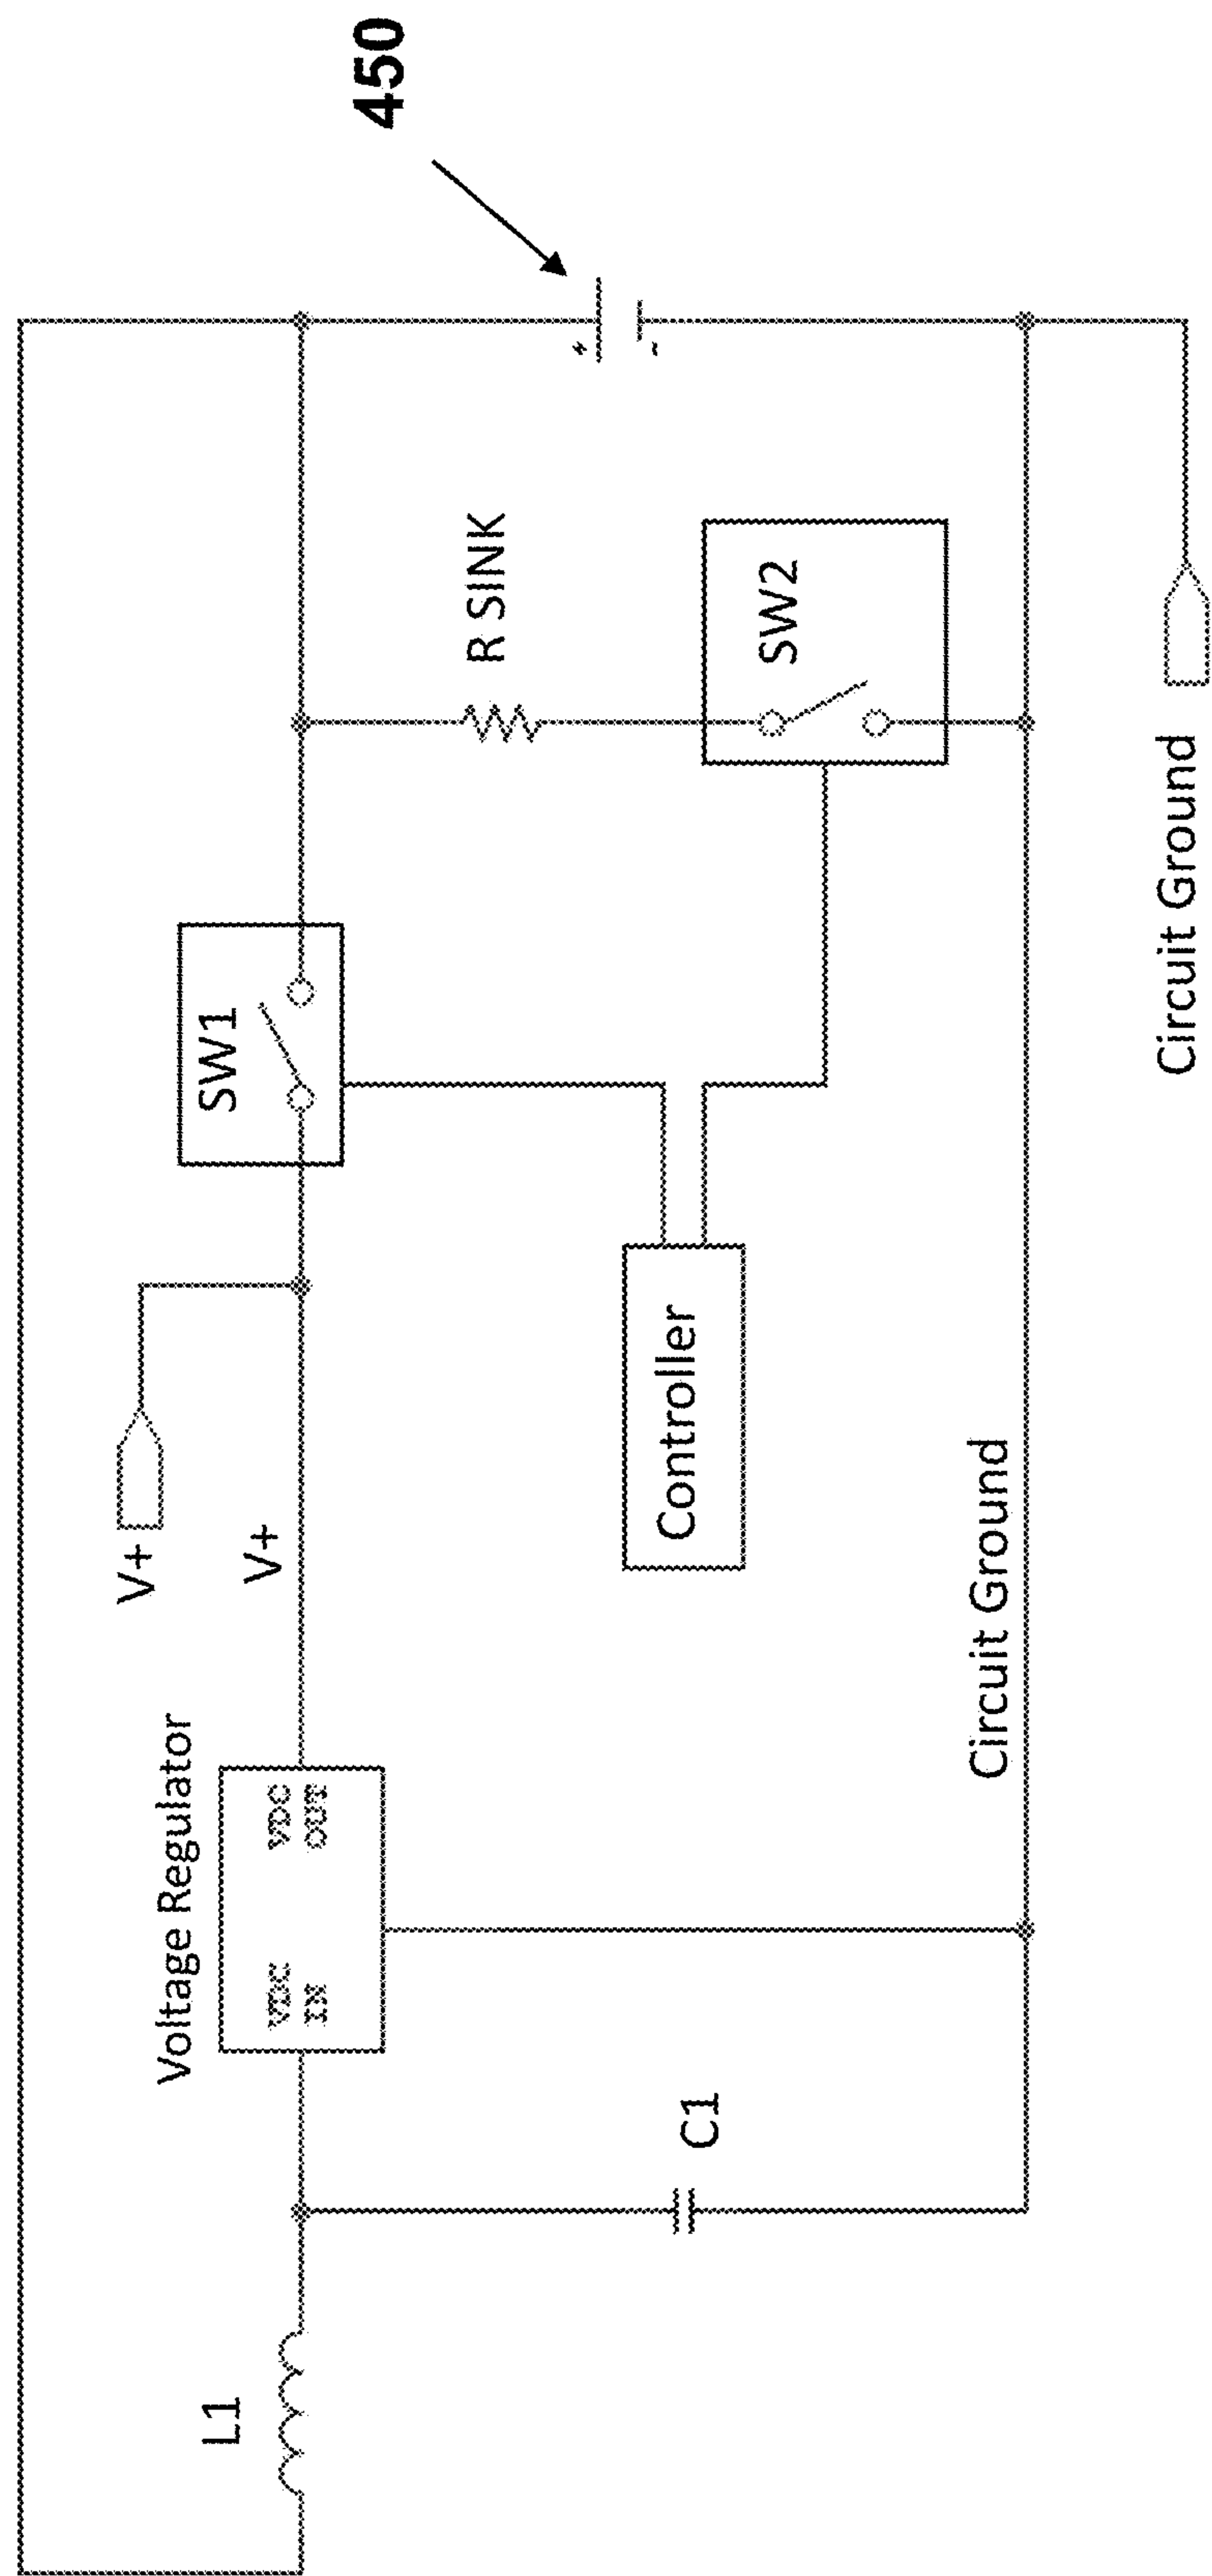 450
V+
V+
Voltage Regulator
VDC
IN
VDC
OUT
L1
SW1
R SINK
SW2
C1
Controller
Circuit Ground
Circuit Ground
+
-